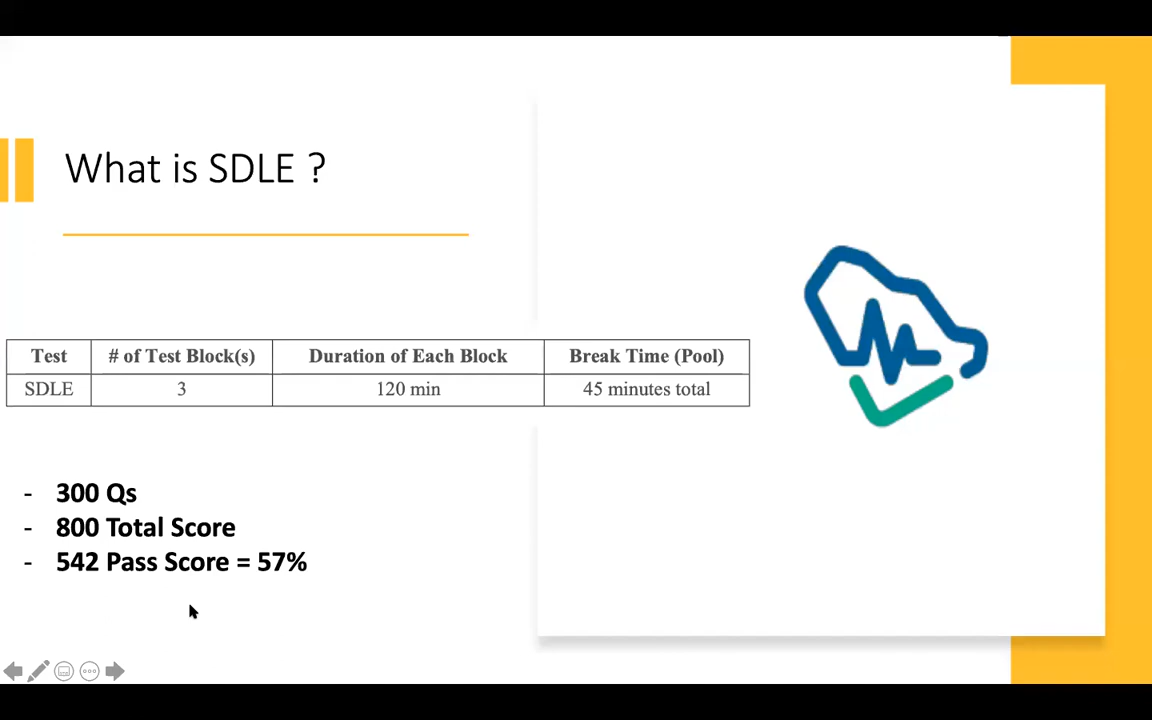 What is SDLE ?
Test # of Test Block(s) Duration of Each Block Break Time (Pool)
SDLE 3 120 min 45 minutes total
- 300 Qs
- 800 Total Score
- 542 Pass Score = 57%